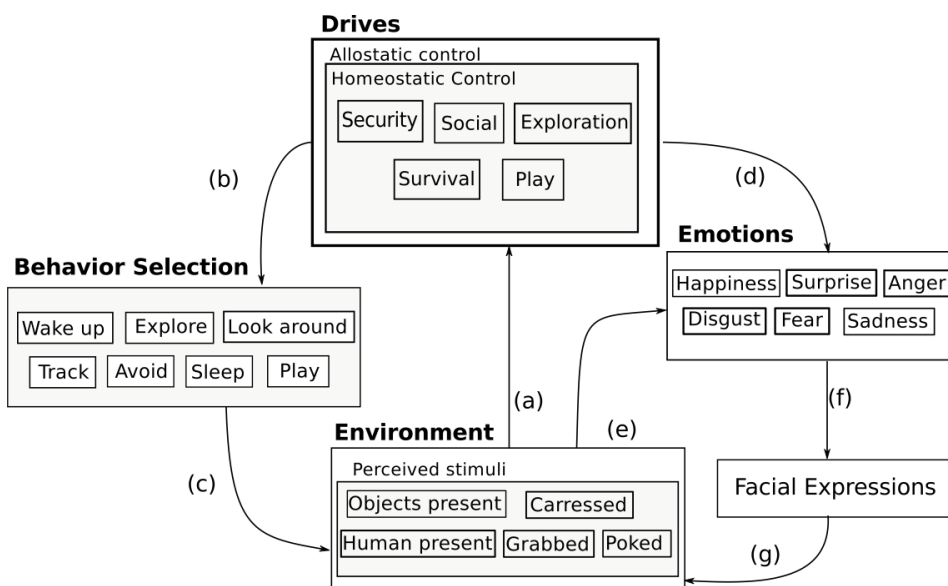 Drives
Allostatic control
Homeostatic Control
Security Social Exploration
Survival Play
(b)
(d)
Behavior Selection
Wake up Explore Look around
Track Avoid Sleep Play
Emotions
Happiness Surprise Anger
Disgust Fear Sadness
(a)
(e)
(f)
(c)
Environment
Perceived stimuli
Objects present Carressed
Human present Grabbed Poked
Facial Expressions
(g)